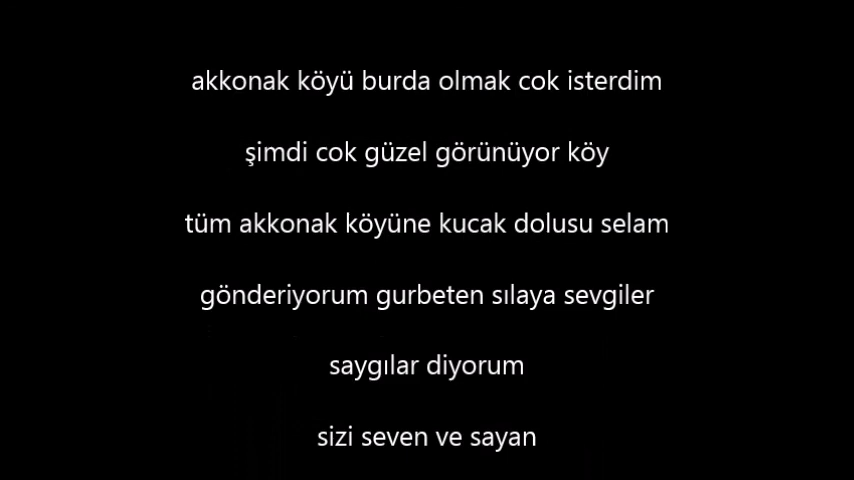 akkonak köyü burda olmak cok isterdim
şimdi cok güzel görünüyor köy
tüm akkonak köyüne kucak dolusu selam
gönderiyorum gurbeten sılaya sevgiler
saygılar diyorum
sizi seven ve sayan